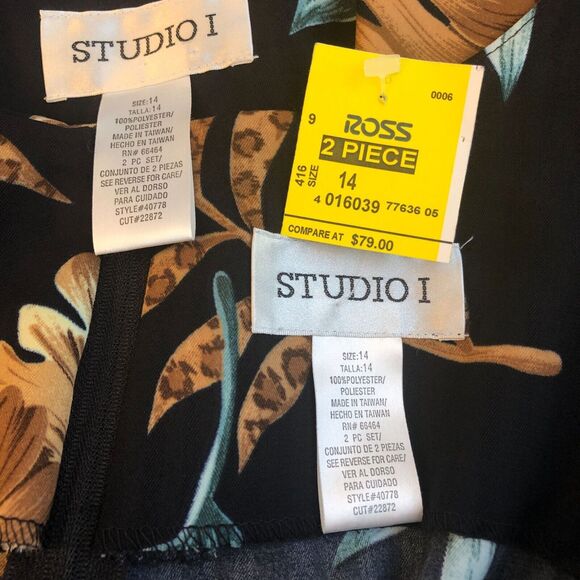 STUDIO I
SIZE:14
TALLA:14
100%POLYESTER/
POLIESTER
MADE IN TAIWAN/
HECHO EN TAIWAN
RN# 66464
2 PC SET/
CONJUNTO DE 2 PIEZAS
SEE REVERSE FOR CARE/
VER AL DORSO
PARA CUIDADO
STYLE#40778
CUT#22872
0006
9
ROSS
2 PIECE
416
SIZE
14
4 016039 77636 05
COMPARE AT $79.00
STUDIO I
SIZE:14
TALLA:14
100%POLYESTER/
POLIESTER
MADE IN TAIWAN/
HECHO EN TAIWAN
RN# 66464
2 PC SET/
CONJUNTO DE 2 PIEZAS
SEE REVERSE FOR CARE/
VER AL DORSO
PARA CUIDADO
STYLE#40778
CUT#22872